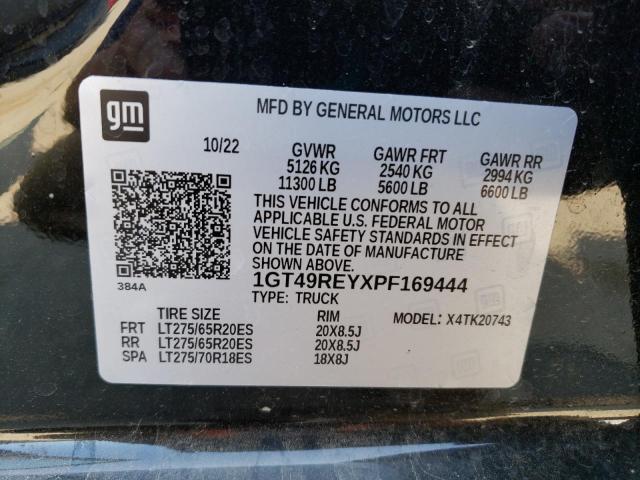 gm
MFD BY GENERAL MOTORS LLC
10/22 GVWR GAWR FRT GAWR RR
5126 KG 2540 KG 2994 KG
11300 LB 5600 LB 6600 LB
THIS VEHICLE CONFORMS TO ALL
APPLICABLE U.S. FEDERAL MOTOR
VEHICLE SAFETY STANDARDS IN EFFECT
ON THE DATE OF MANUFACTURE
SHOWN ABOVE.
384A
1GT49REYXPF169444
TYPE: TRUCK
TIRE SIZE RIM MODEL: X4TK20743
FRT LT275/65R20ES 20X8.5J
RR LT275/65R20ES 20X8.5J
SPA LT275/70R18ES 18X8J